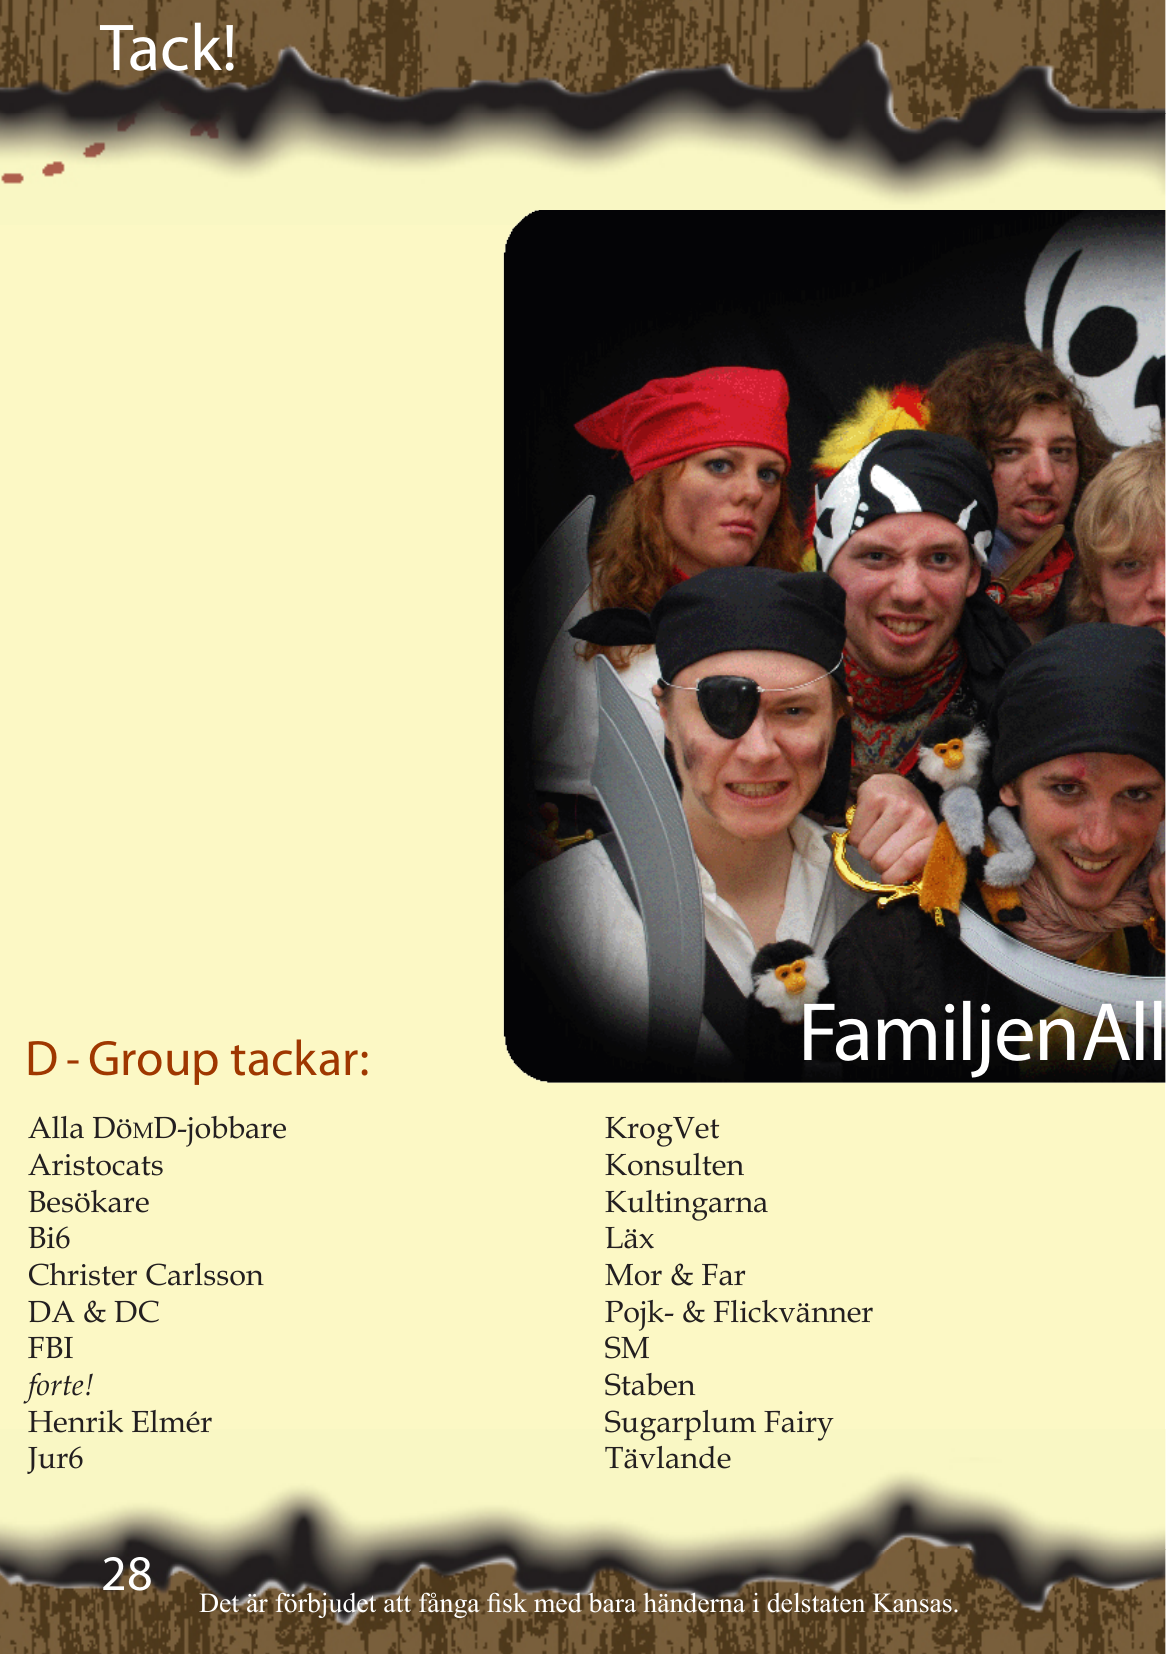 Tack!
Familjen All
D - Group tackar:
Alla DömD-jobbare
Aristocats
Besökare
Bi6
Christer Carlsson
DA & DC
FBI
forte!
Henrik Elmér
Jur6
KrogVet
Konsulten
Kultingarna
Läx
Mor & Far
Pojk- & Flickvänner
SM
Staben
Sugarplum Fairy
Tävlande
28
Det är förbjudet att fånga fisk med bara händerna i delstaten Kansas.